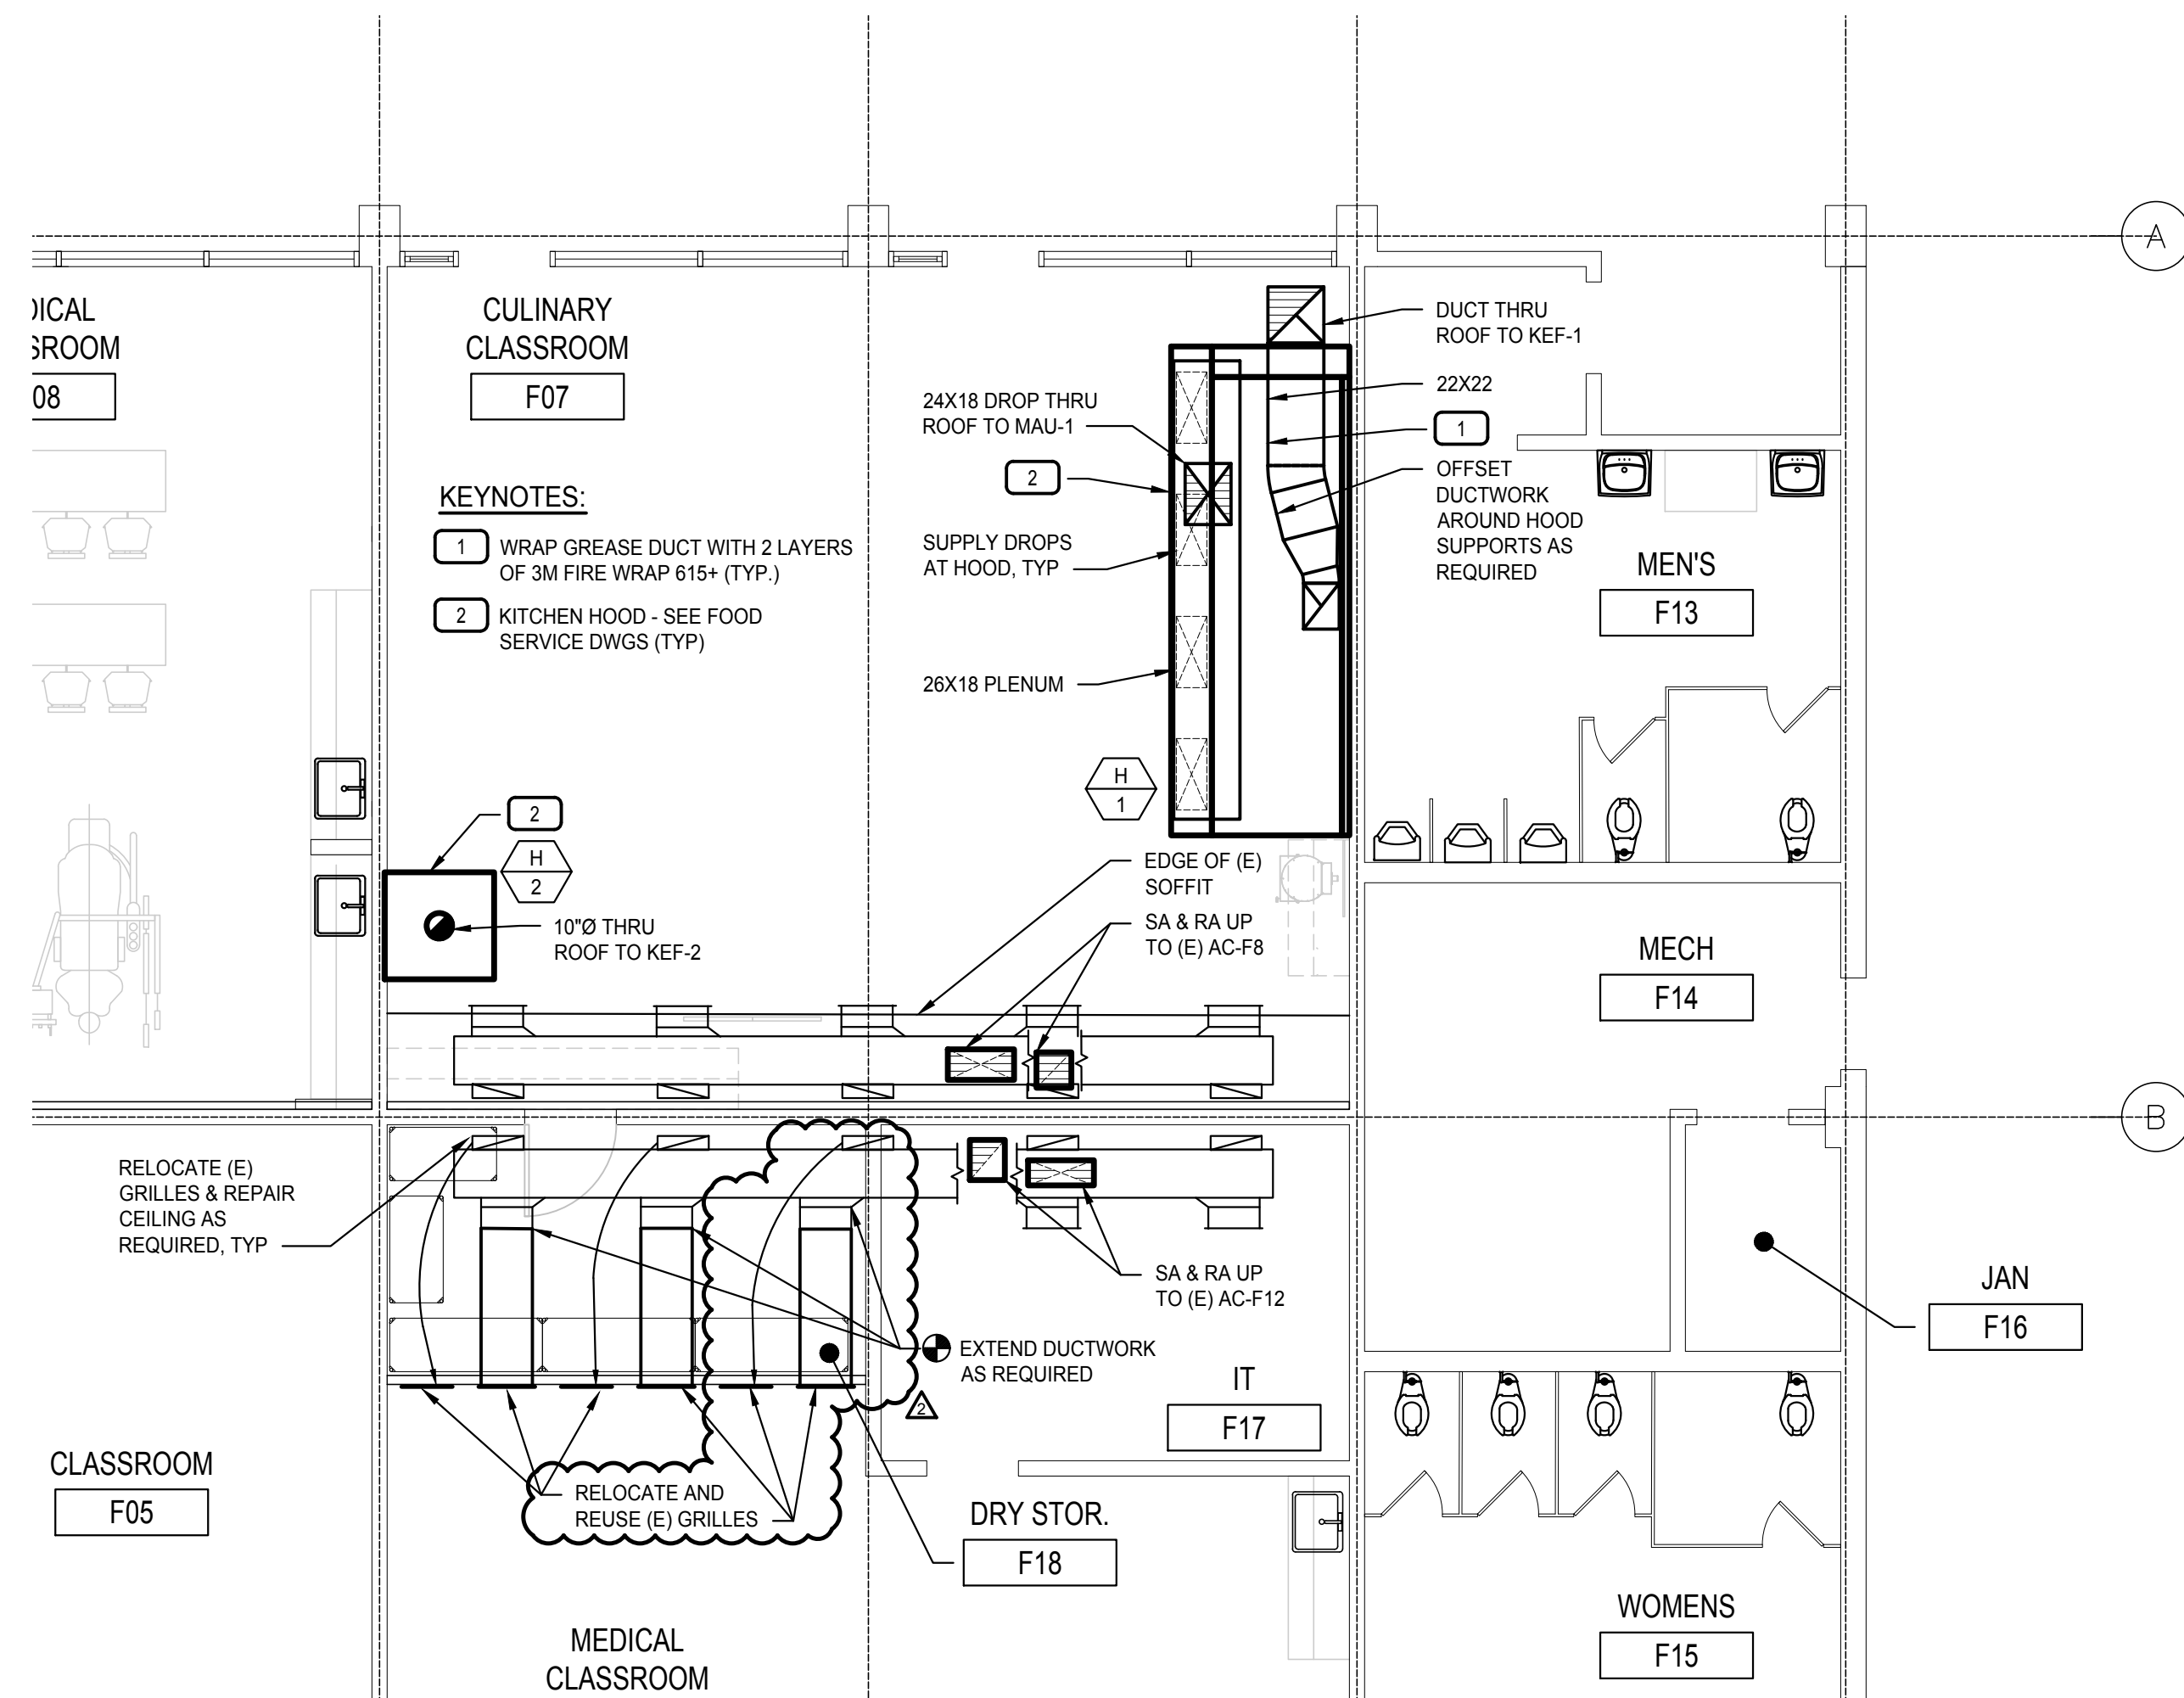 A
DICAL
SROOM
08
CULINARY
CLASSROOM
F07
KEYNOTES:
1 WRAP GREASE DUCT WITH 2 LAYERS
OF 3M FIRE WRAP 615+ (TYP.)
2 KITCHEN HOOD - SEE FOOD
SERVICE DWGS (TYP)
24X18 DROP THRU
ROOF TO MAU-1
2
SUPPLY DROPS
AT HOOD, TYP
26X18 PLENUM
H
1
DUCT THRU
ROOF TO KEF-1
22X22
1
OFFSET
DUCTWORK
AROUND HOOD
SUPPORTS AS
REQUIRED
MEN'S
F13
2
H
2
10"Ø THRU
ROOF TO KEF-2
EDGE OF (E)
SOFFIT
SA & RA UP
TO (E) AC-F8
MECH
F14
B
RELOCATE (E)
GRILLES & REPAIR
CEILING AS
REQUIRED, TYP
SA & RA UP
TO (E) AC-F12
EXTEND DUCTWORK
AS REQUIRED
2
JAN
F16
IT
F17
CLASSROOM
F05
RELOCATE AND
REUSE (E) GRILLES
DRY STOR.
F18
WOMENS
F15
MEDICAL
CLASSROOM